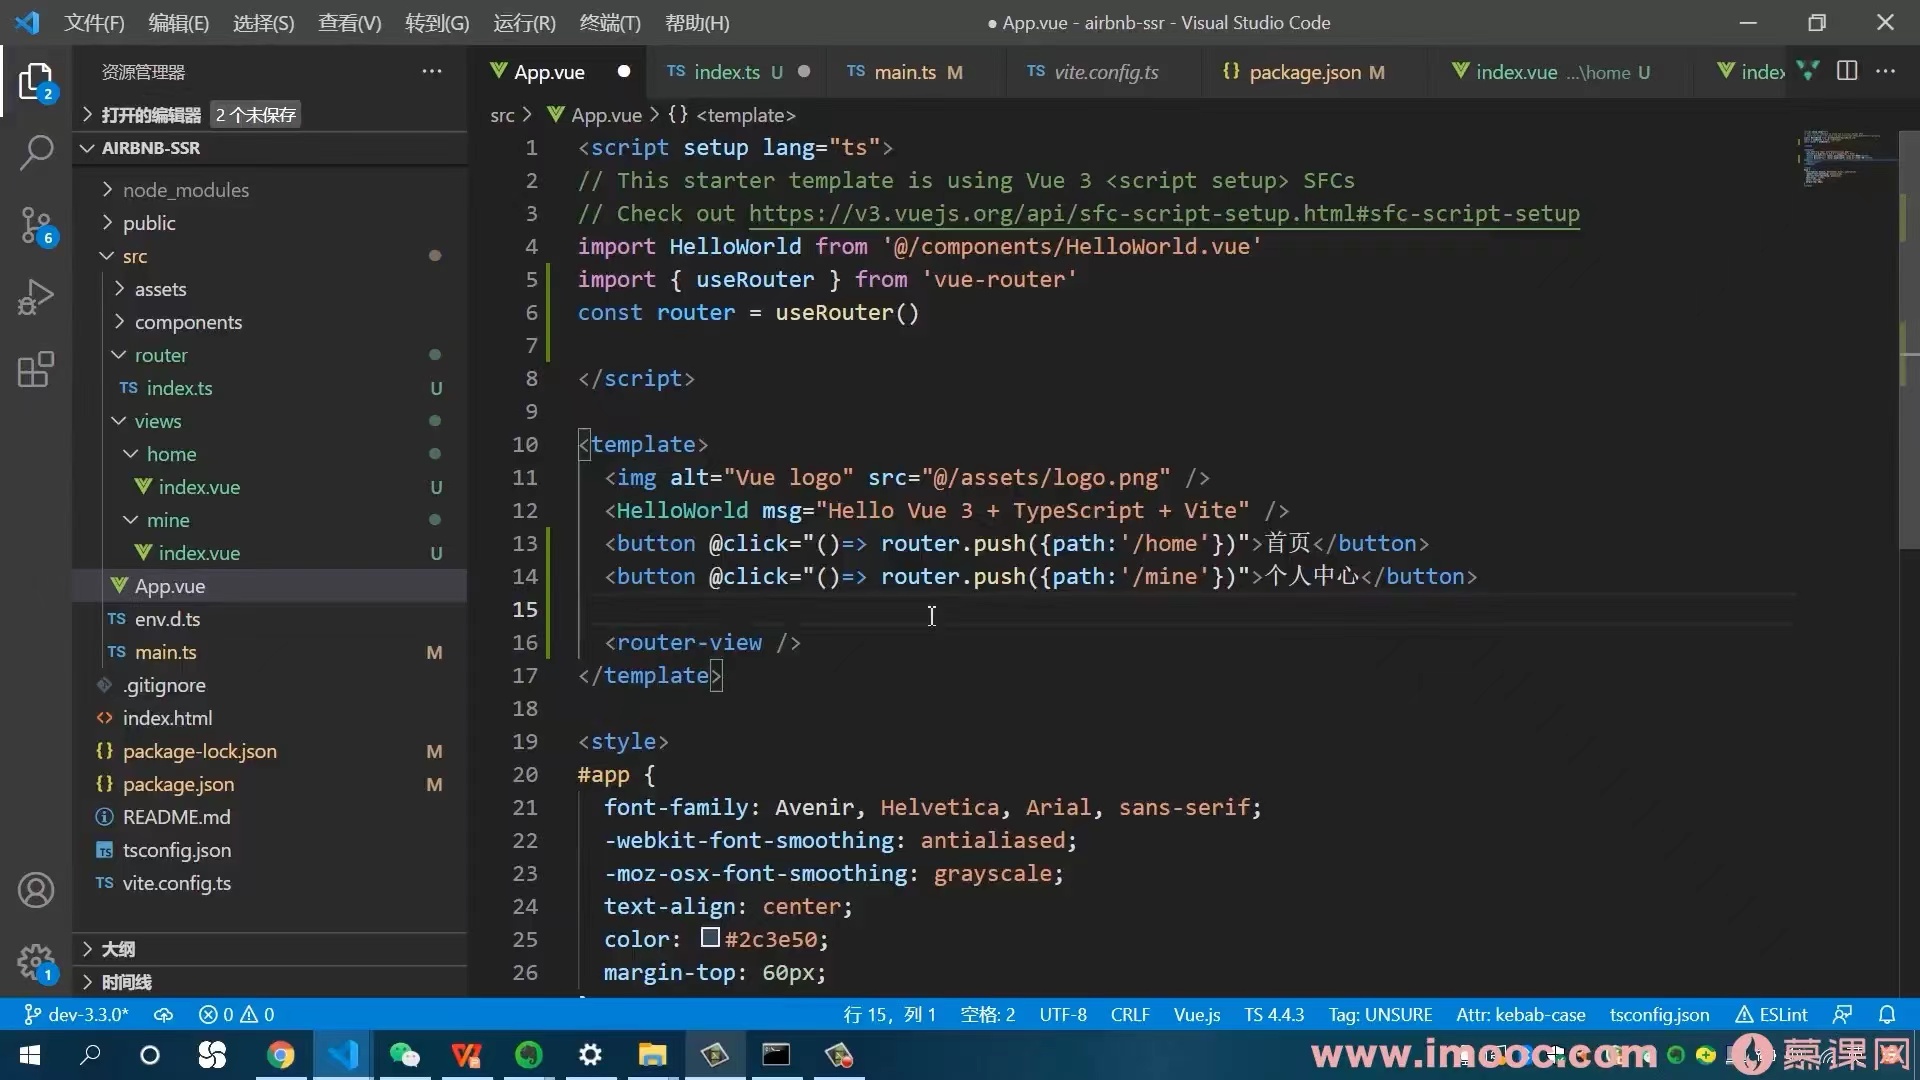 文件(F) 编辑(E) 选择(S) 查看(V) 转到(G) 运行(R) 终端(T) 帮助(H) ● App.vue - airbnb-ssr - Visual Studio Code
资源管理器
打开的编辑器 2 个未保存
AIRBNB-SSR
node_modules
public
src
assets
components
router
TS index.ts U
views
home
index.vue U
mine
index.vue U
App.vue
TS env.d.ts
TS main.ts M
.gitignore
<> index.html
{} package-lock.json M
{} package.json M
README.md
tsconfig.json
TS vite.config.ts
大纲
时间线
2
6
1
App.vue ● TS index.ts U ● TS main.ts M TS vite.config.ts {} package.json M index.vue ...\home U index
src > App.vue > {} <template>
1 <script setup lang="ts">
2 // This starter template is using Vue 3 <script setup> SFCs
3 // Check out https://v3.vuejs.org/api/sfc-script-setup.html#sfc-script-setup
4 import HelloWorld from '@/components/HelloWorld.vue'
5 import { useRouter } from 'vue-router'
6 const router = useRouter()
7
8 </script>
9
10 <template>
11 <img alt="Vue logo" src="@/assets/logo.png" />
12 <HelloWorld msg="Hello Vue 3 + TypeScript + Vite" />
13 <button @click="()=> router.push({path:'/home'})">首页</button>
14 <button @click="()=> router.push({path:'/mine'})">个人中心</button>
15
16 <router-view />
17 </template>
18
19 <style>
20 #app {
21 font-family: Avenir, Helvetica, Arial, sans-serif;
22 -webkit-font-smoothing: antialiased;
23 -moz-osx-font-smoothing: grayscale;
24 text-align: center;
25 color: #2c3e50;
26 margin-top: 60px;
dev-3.3.0* 0 0 行 15，列 1 空格: 2 UTF-8 CRLF Vue.js TS 4.4.3 Tag: UNSURE Attr: kebab-case tsconfig.json ESLint
www.imooc.com 慕课网